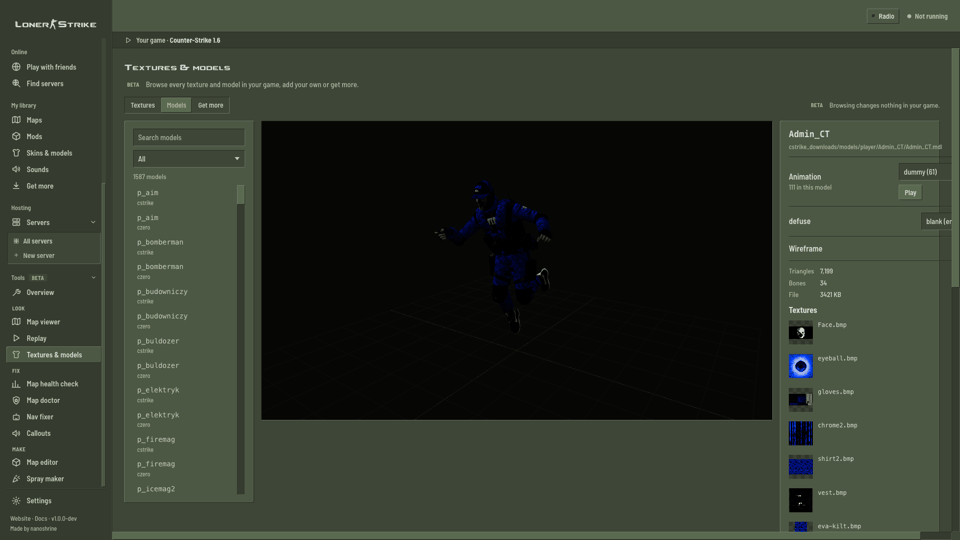 LONER STRIKE
Radio
Not running
Your game · Counter-Strike 1.6
Online
Play with friends
Find servers
My library
Maps
Mods
Skins & models
Sounds
Get more
Hosting
Servers
All servers
New server
Tools BETA
Overview
LOOK
Map viewer
Replay
Textures & models
FIX
Map health check
Map doctor
Nav fixer
Callouts
MAKE
Map editor
Spray maker
Settings
Website · Docs · v1.0.0-dev
Made by nanoshrine
Textures & models
BETA Browse every texture and model in your game, add your own or get more.
Textures Models Get more
BETA Browsing changes nothing in your game.
Search models
All
1587 models
p_aim
cstrike
p_aim
czero
p_bomberman
cstrike
p_bomberman
czero
p_budowniczy
cstrike
p_budowniczy
czero
p_buldozer
cstrike
p_buldozer
czero
p_elektryk
cstrike
p_elektryk
czero
p_firemag
cstrike
p_firemag
czero
p_icemag2
Admin_CT
cstrike_downloads/models/player/Admin_CT/Admin_CT.mdl
Animation
111 in this model
dummy (61)
Play
defuse
blank (er
Wireframe
Triangles 7,199
Bones 34
File 3421 KB
Textures
Face.bmp
eyeball.bmp
gloves.bmp
chrome2.bmp
shirt2.bmp
vest.bmp
eva-kilt.bmp